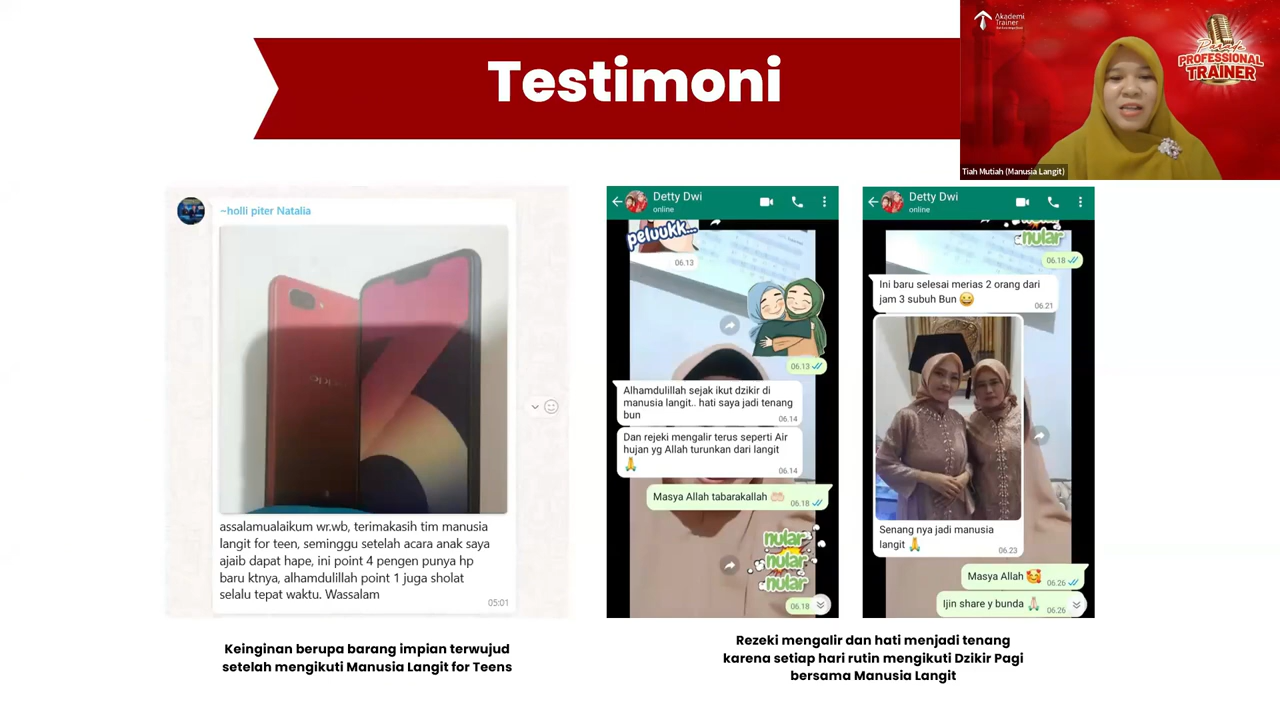 Testimoni
Akademi
Trainer
PROFESSIONAL
TRAINER
Tiah Mutiah (Manusia Langit)
~holli piter Natalia
oppo
assalamualaikum wr.wb, terimakasih tim manusia
langit for teen, seminggu setelah acara anak saya
ajaib dapat hape, ini point 4 pengen punya hp
baru ktnya, alhamdulillah point 1 juga sholat
selalu tepat waktu. Wassalam
05:01
Keinginan berupa barang impian terwujud
setelah mengikuti Manusia Langit for Teens
Detty Dwi
online
peluukk...
06.13
06.13
Alhamdulillah sejak ikut dzikir di
manusia langit.. hati saya jadi tenang
bun
06.14
Dan rejeki mengalir terus seperti Air
hujan yg Allah turunkan dari langit
🙏
06.14
Masya Allah tabarakallah 🤲🏻
06.18
nular
nular
nular
06.18
Detty Dwi
online
nular
06.18
Ini baru selesai merias 2 orang dari
jam 3 subuh Bun 😀
06.21
Senang nya jadi manusia
langit 🙏
06.23
Masya Allah 🥰
06.26
Ijin share y bunda 🙏🏻
06.26
Rezeki mengalir dan hati menjadi tenang
karena setiap hari rutin mengikuti Dzikir Pagi
bersama Manusia Langit